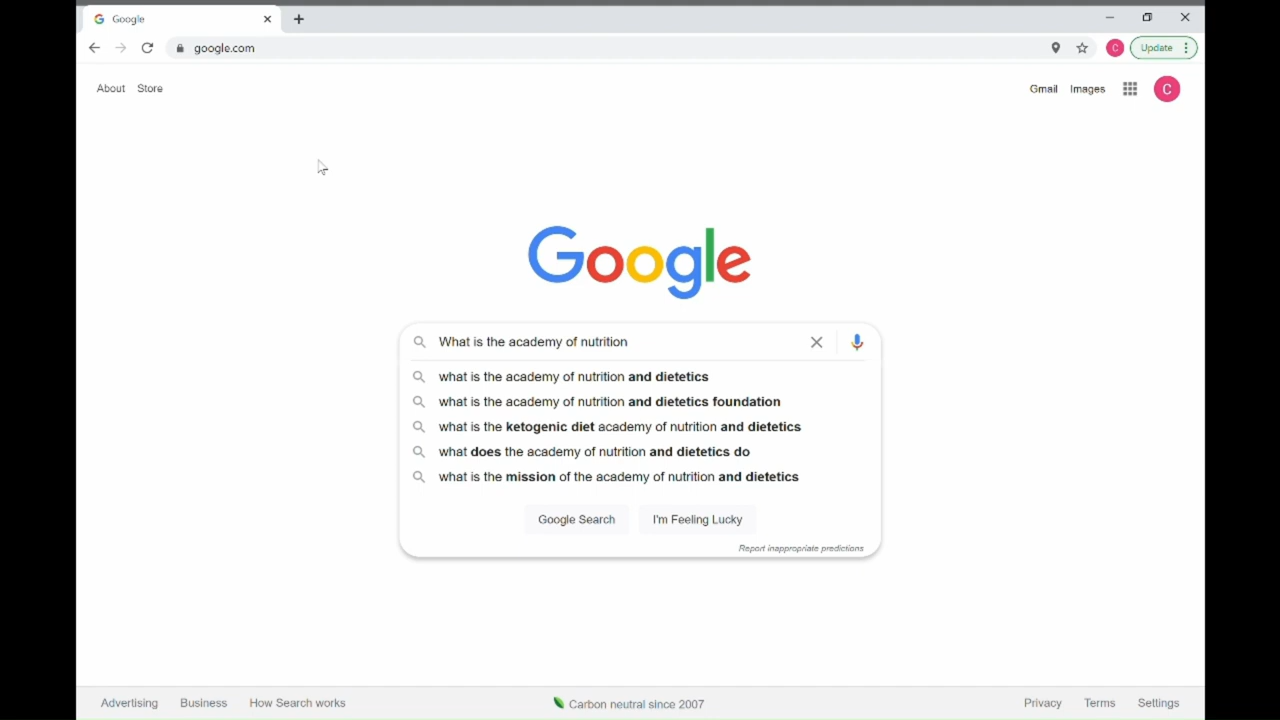 Google
google.com
C
Update
About Store
Gmail Images
C
Google
What is the academy of nutrition
what is the academy of nutrition and dietetics
what is the academy of nutrition and dietetics foundation
what is the ketogenic diet academy of nutrition and dietetics
what does the academy of nutrition and dietetics do
what is the mission of the academy of nutrition and dietetics
Google Search I'm Feeling Lucky
Report inappropriate predictions
Advertising Business How Search works
Carbon neutral since 2007
Privacy Terms Settings